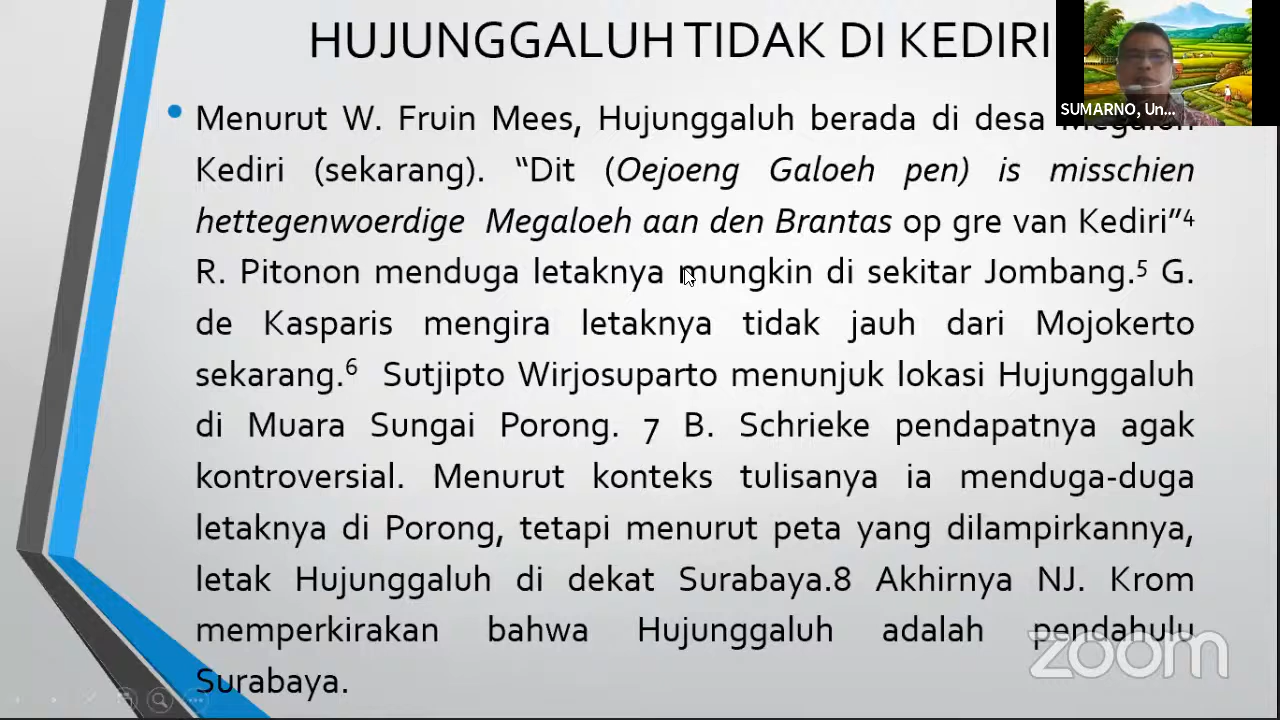 HUJUNGGALUH TIDAK DI KEDIRI
SUMARNO, Un...
• Menurut W. Fruin Mees, Hujunggaluh berada di desa Megaluh
Kediri (sekarang). “Dit (Oejoeng Galoeh pen) is misschien
hettegenwoerdige Megaloeh aan den Brantas op gre van Kediri”⁴
R. Pitonon menduga letaknya mungkin di sekitar Jombang.⁵ G.
de Kasparis mengira letaknya tidak jauh dari Mojokerto
sekarang.⁶ Sutjipto Wirjosuparto menunjuk lokasi Hujunggaluh
di Muara Sungai Porong. 7 B. Schrieke pendapatnya agak
kontroversial. Menurut konteks tulisanya ia menduga-duga
letaknya di Porong, tetapi menurut peta yang dilampirkannya,
letak Hujunggaluh di dekat Surabaya.8 Akhirnya NJ. Krom
memperkirakan bahwa Hujunggaluh adalah pendahulu
Surabaya.
zoom